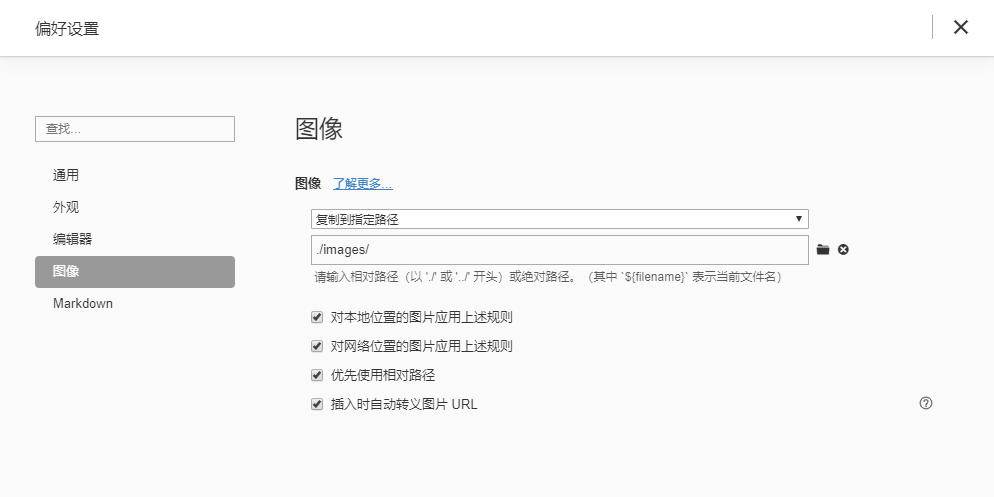 偏好设置
查找...
通用
外观
编辑器
图像
Markdown
图像
图像 了解更多...
复制到指定路径
./images/
请输入相对路径（以 './' 或 '../' 开头）或绝对路径。（其中 `${filename}` 表示当前文件名）
对本地位置的图片应用上述规则
对网络位置的图片应用上述规则
优先使用相对路径
插入时自动转义图片 URL